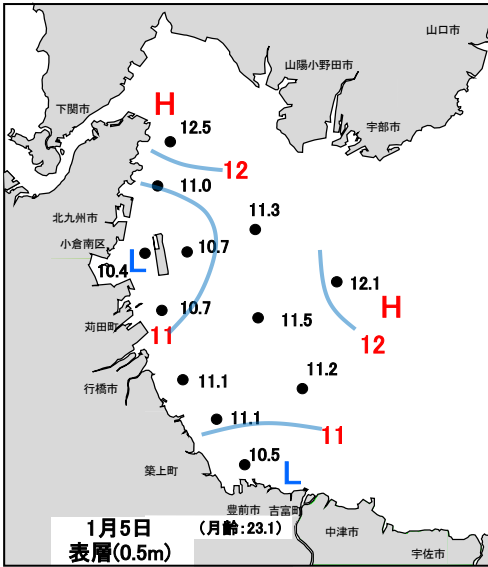 山口市
山陽小野田市
宇部市
下関市
H
12.5
12
11.0
北九州市
11.3
小倉南区
10.7
L
10.4
12.1
H
10.7
11.5
苅田町
11
12
行橋市
11.1
11.2
11.1
11
築上町
10.5
L
豊前市 吉富町
1月5日 (月齢:23.1)
中津市
表層(0.5m)
宇佐市